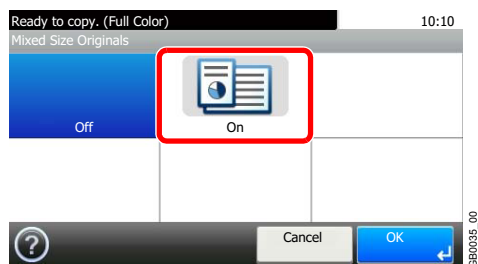 Ready to copy. (Full Color) 10:10
Mixed Size Originals
Off On
? Cancel OK
GB0035_00